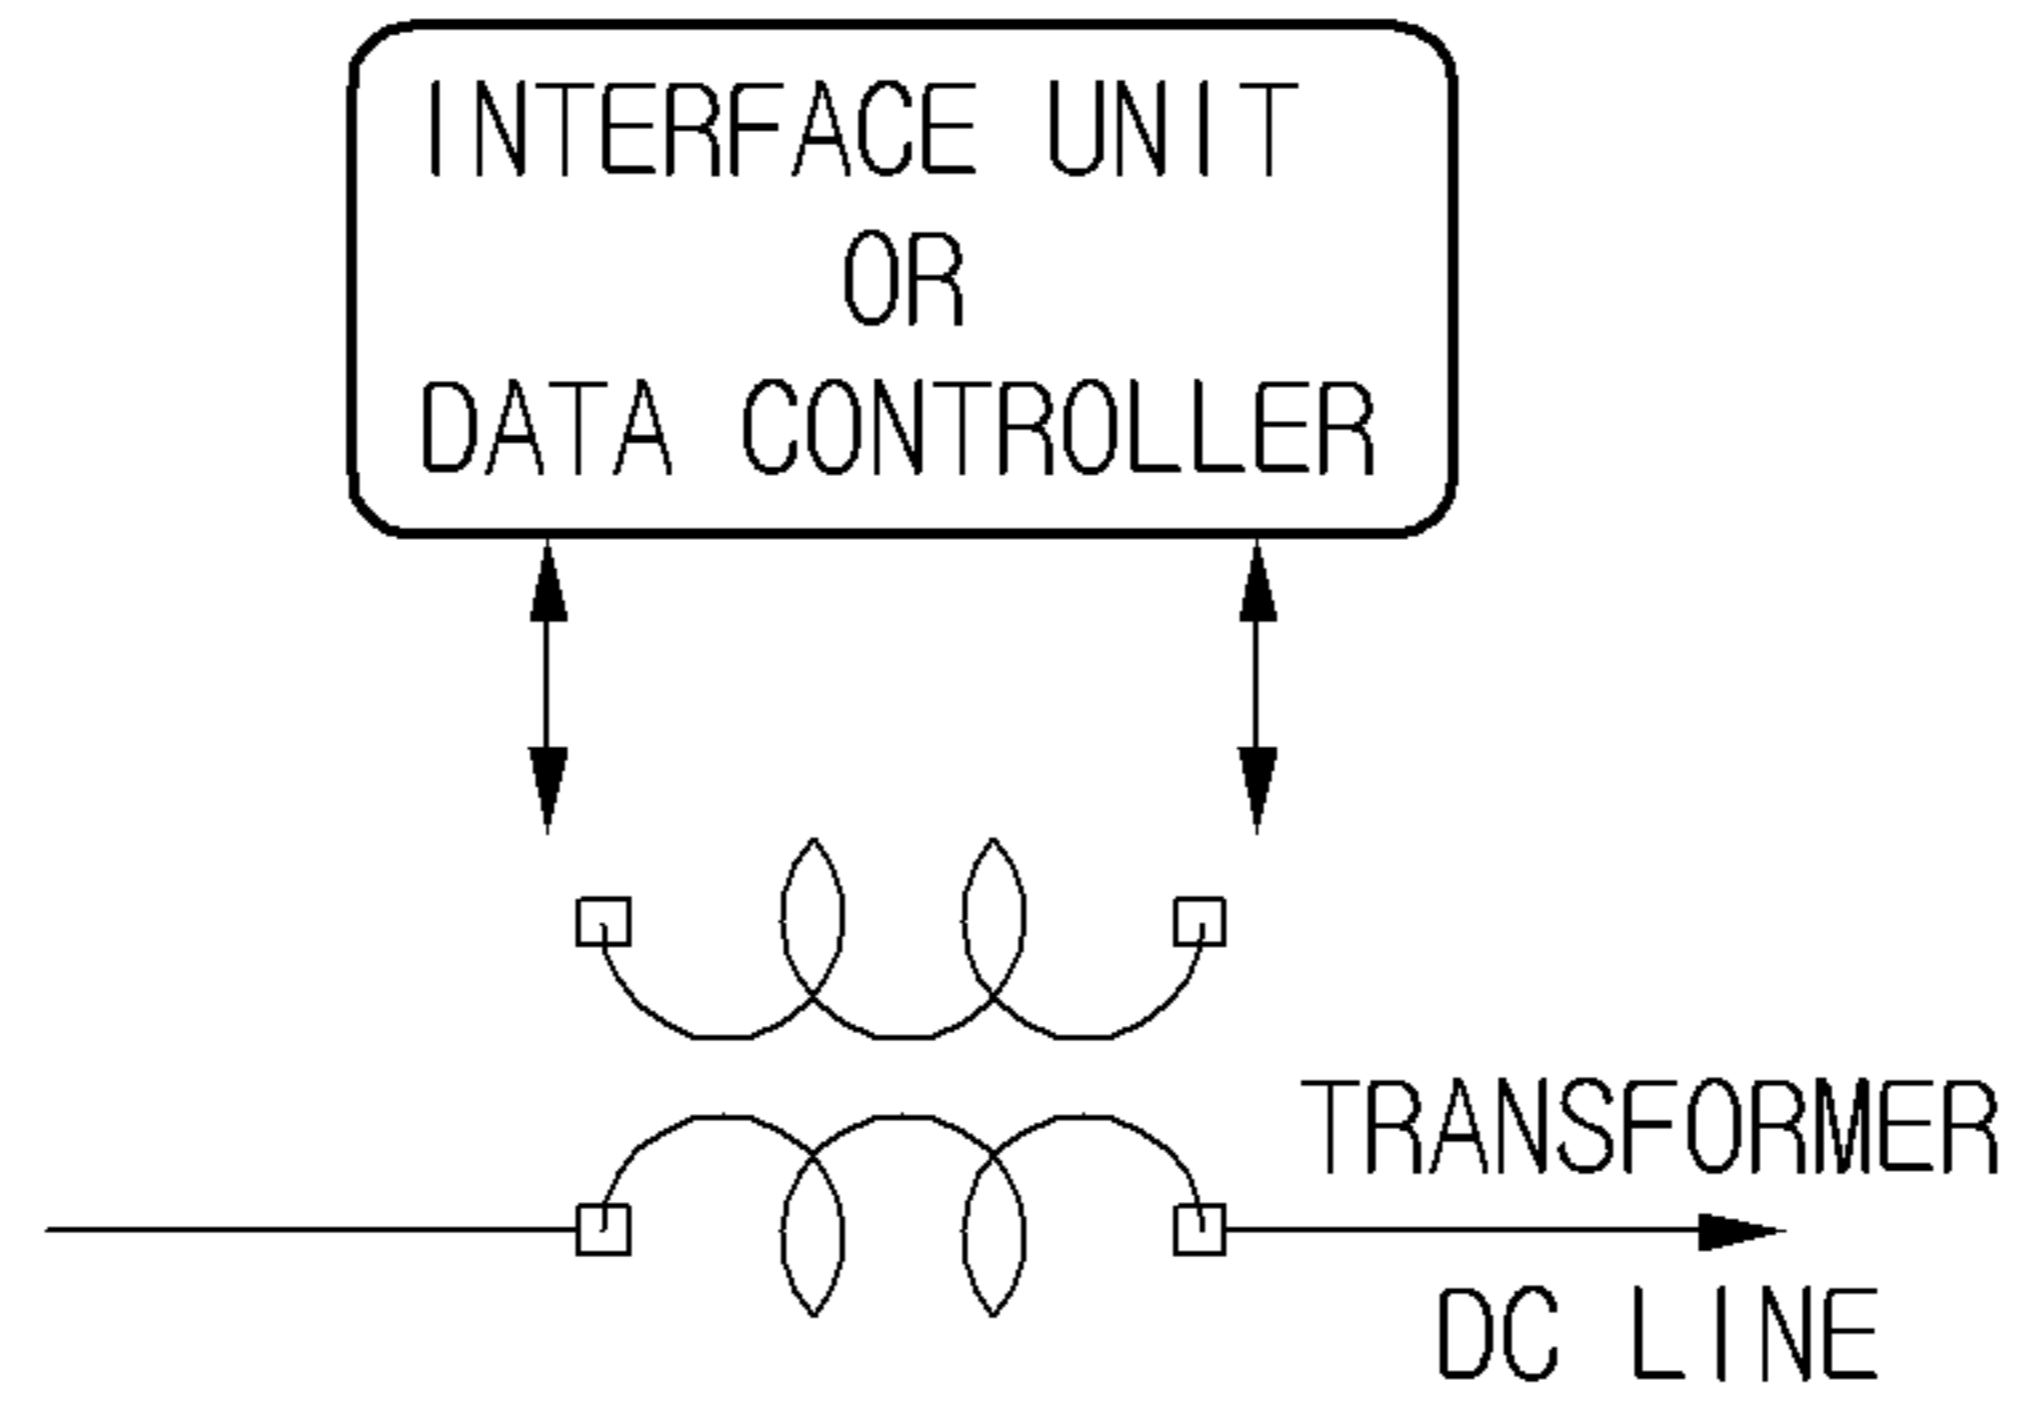 INTERFACE UNIT
OR
DATA CONTROLLER
TRANSFORMER
DC LINE